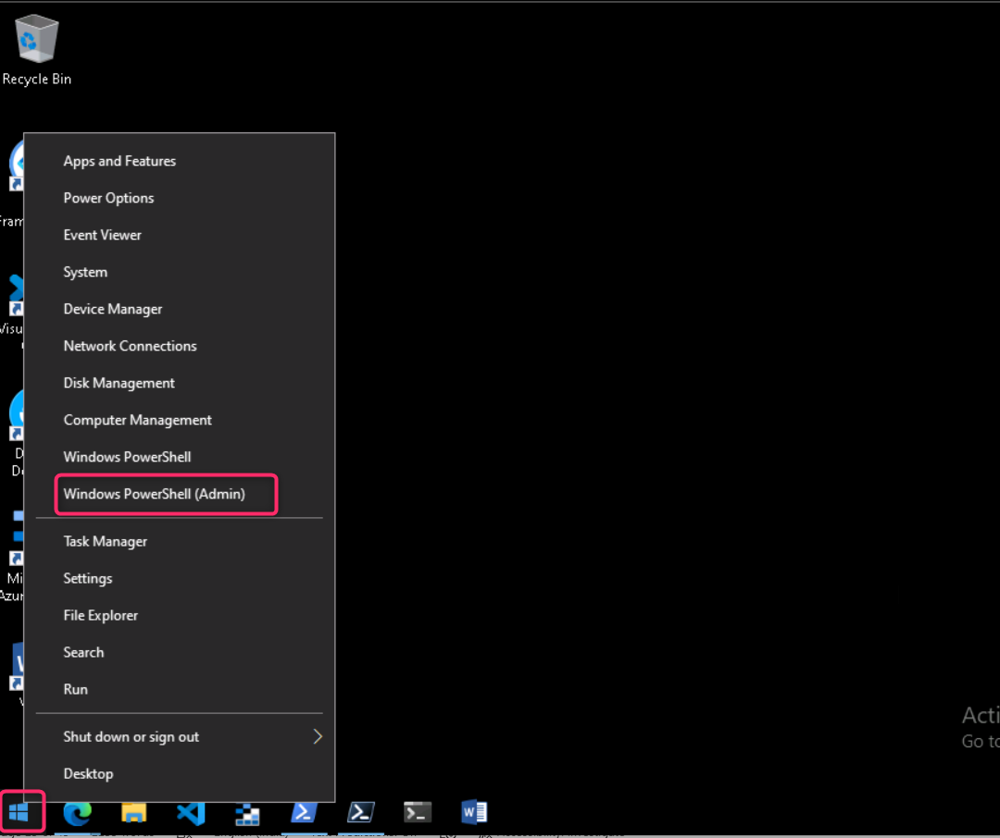 Recycle Bin
Apps and Features
Power Options
Event Viewer
System
Device Manager
Network Connections
Disk Management
Computer Management
Windows PowerShell
Windows PowerShell (Admin)
Task Manager
Settings
File Explorer
Search
Run
Shut down or sign out
Desktop
Fram
Visu
D
De
Mi
Azur
Acti
Go to